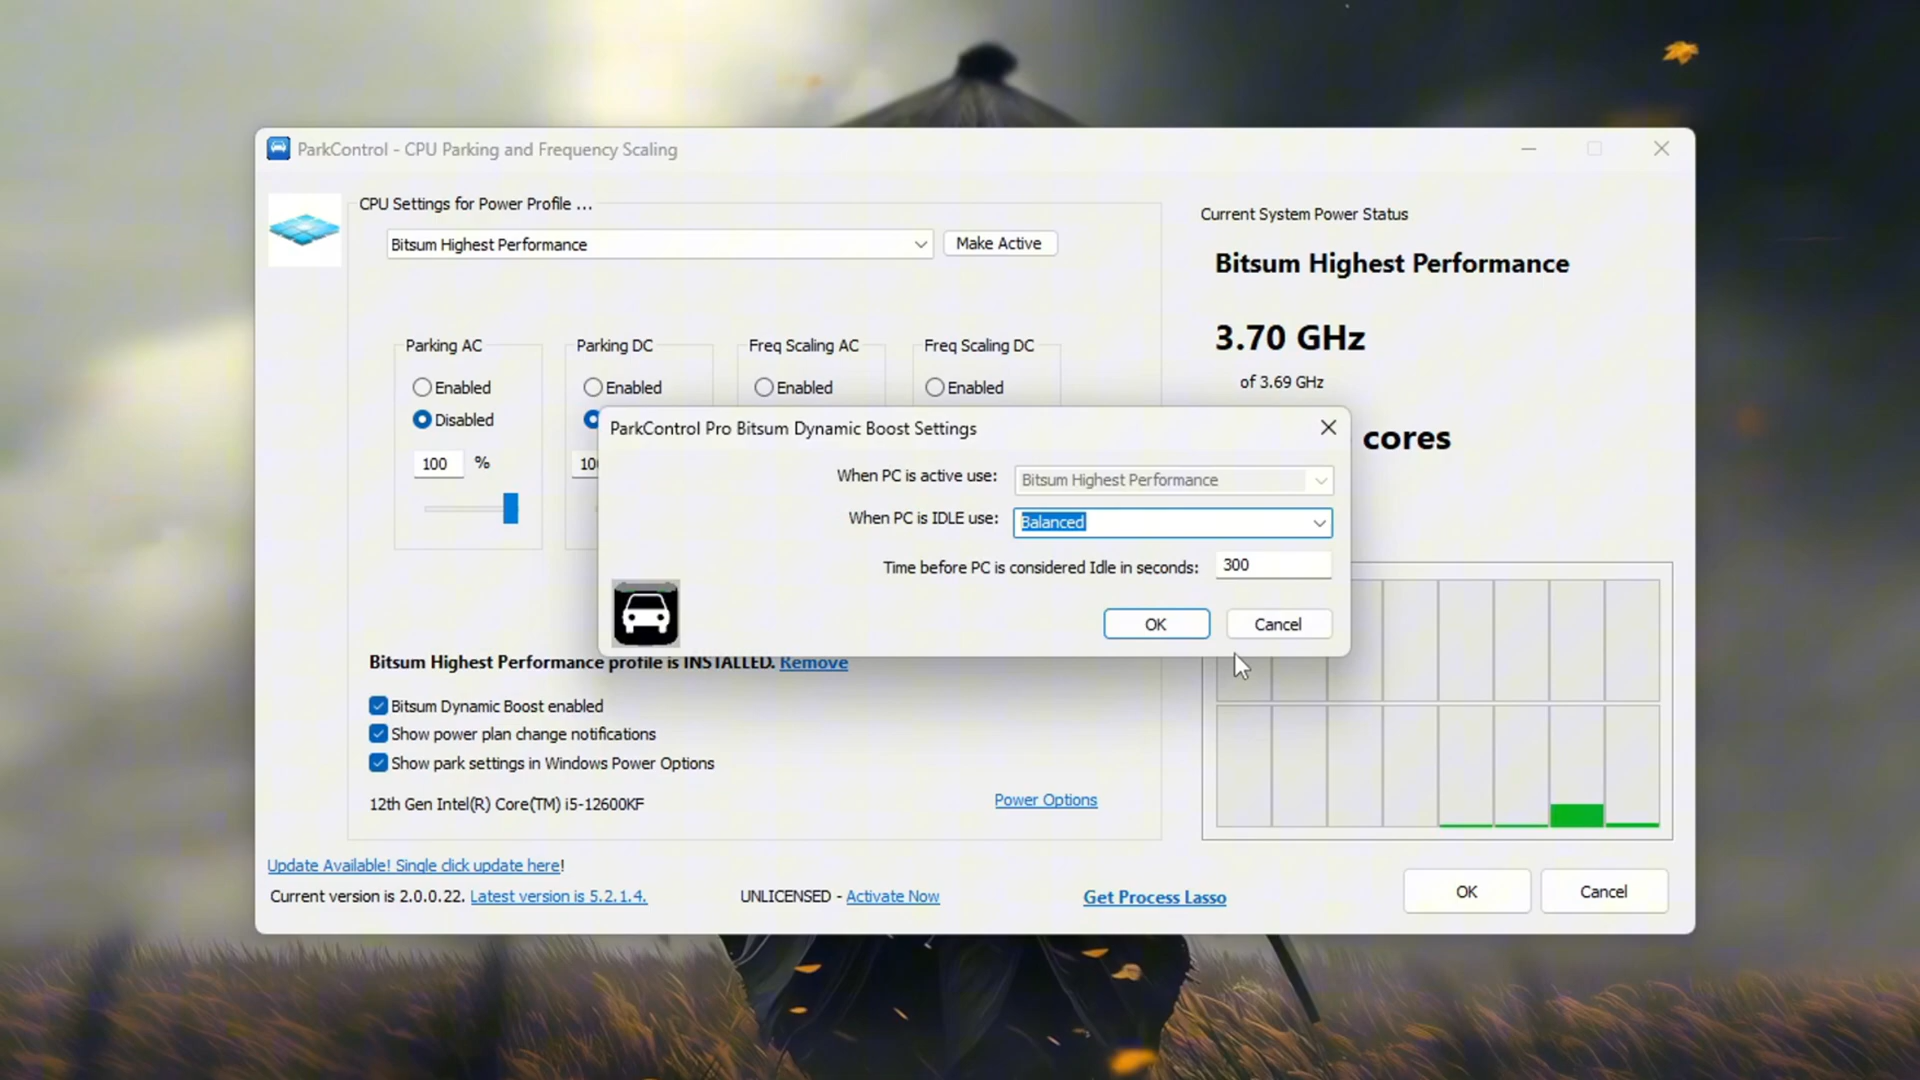 ParkControl - CPU Parking and Frequency Scaling
CPU Settings for Power Profile ...
Bitsum Highest Performance
Make Active
Current System Power Status
Bitsum Highest Performance
3.70 GHz
of 3.69 GHz
cores
Parking AC
Enabled
Disabled
100 %
Parking DC
Enabled
Freq Scaling AC
Enabled
Freq Scaling DC
Enabled
ParkControl Pro Bitsum Dynamic Boost Settings
When PC is active use: Bitsum Highest Performance
When PC is IDLE use: Balanced
Time before PC is considered Idle in seconds: 300
OK
Cancel
Bitsum Highest Performance profile is INSTALLED. Remove
Bitsum Dynamic Boost enabled
Show power plan change notifications
Show park settings in Windows Power Options
12th Gen Intel(R) Core(TM) i5-12600KF
Power Options
Update Available! Single click update here!
Current version is 2.0.0.22. Latest version is 5.2.1.4.
UNLICENSED - Activate Now
Get Process Lasso
OK
Cancel